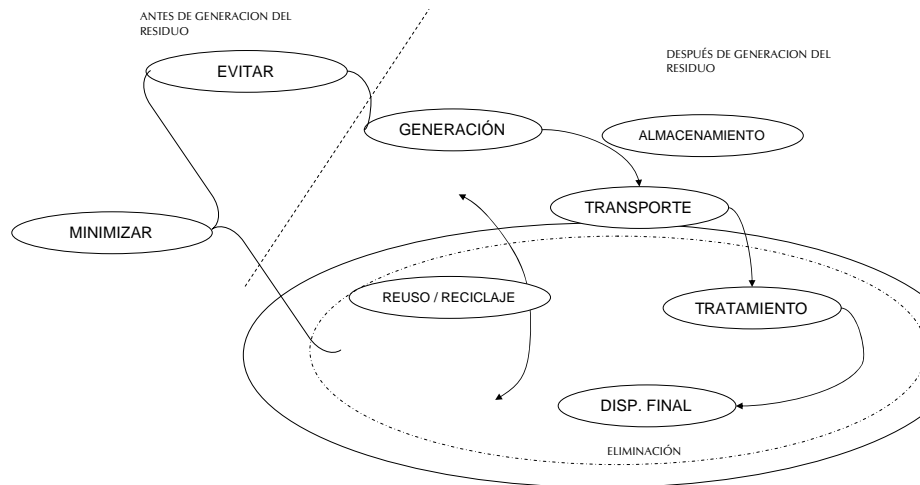 ANTES DE GENERACION DEL
RESIDUO
DESPUÉS DE GENERACION DEL
RESIDUO
EVITAR
GENERACIÓN
ALMACENAMIENTO
TRANSPORTE
MINIMIZAR
REUSO / RECICLAJE
TRATAMIENTO
DISP. FINAL
ELIMINACIÓN